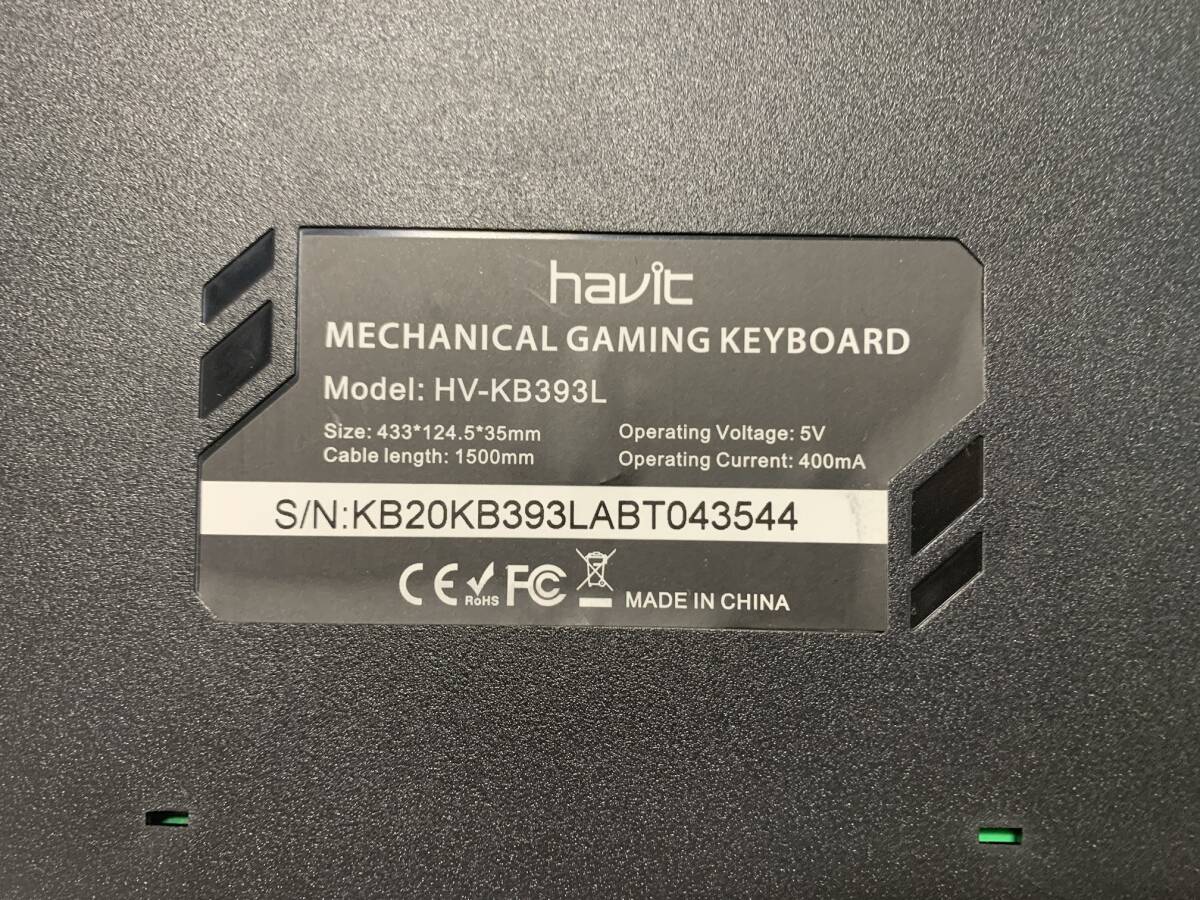 havit
MECHANICAL GAMING KEYBOARD
Model: HV-KB393L
Size: 433*124.5*35mm Operating Voltage: 5V
Cable length: 1500mm Operating Current: 400mA
S/N:KB20KB393LABT043544
CE RoHS FC MADE IN CHINA